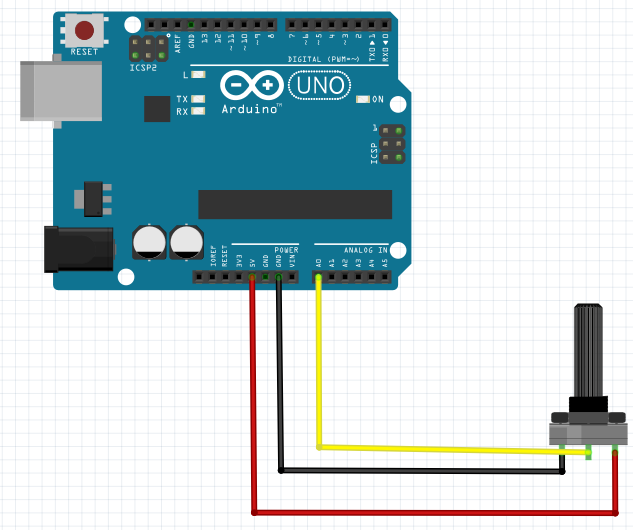 RESET
ICSP2
AREF
GND
13
12
~11
~10
~9
8
7
~6
~5
4
~3
2
TXD▶1
RXD◀0
DIGITAL (PWM=~)
L
TX
RX
Arduino™
UNO
ON
1
ICSP
POWER
ANALOG IN
IOREF
RESET
3V3
5V
GND
GND
VIN
A0
A1
A2
A3
A4
A5